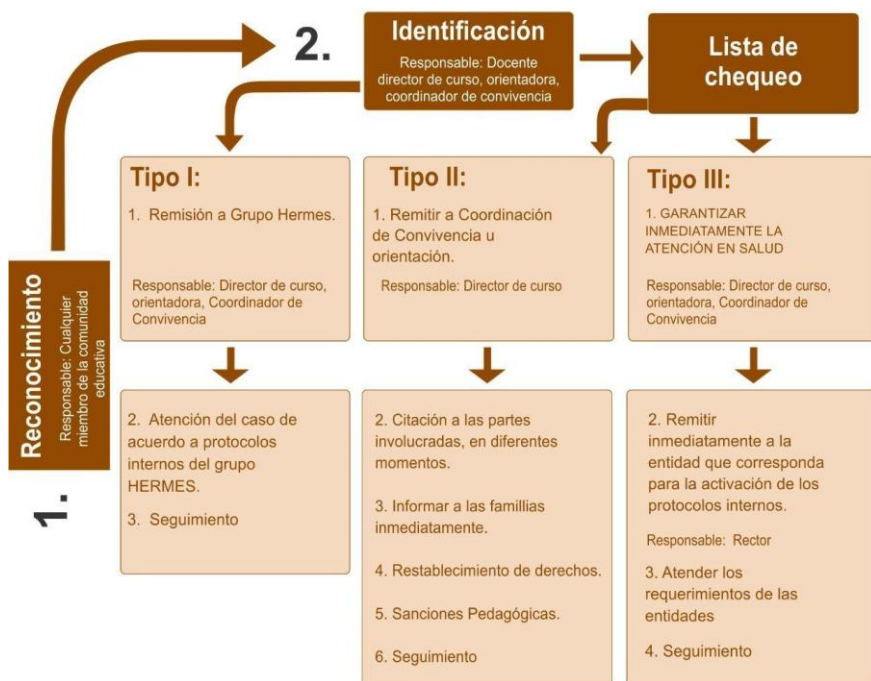 1.
Reconocimiento
Responsable: Cualquier
miembro de la comunidad
educativa
2.
Identificación
Responsable: Docente
director de curso, orientadora,
coordinador de convivencia
Lista de
chequeo
Tipo I:
1. Remisión a Grupo Hermes.
Responsable: Director de curso,
orientadora, Coordinador de
Convivencia
2. Atención del caso de
acuerdo a protocolos
internos del grupo
HERMES.
3. Seguimiento
Tipo II:
1. Remitir a Coordinación
de Convivencia u
orientación.
Responsable: Director de curso
2. Citación a las partes
involucradas, en diferentes
momentos.
3. Informar a las famillias
inmediatamente.
4. Restablecimiento de derechos.
5. Sanciones Pedagógicas.
6. Seguimiento
Tipo III:
1. GARANTIZAR
INMEDIATAMENTE LA
ATENCIÓN EN SALUD
Responsable: Director de curso,
orientadora, Coordinador de
Convivencia
2. Remitir
inmediatamente a la
entidad que corresponda
para la activación de los
protocolos internos.
Responsable: Rector
3. Atender los
requerimientos de las
entidades
4. Seguimiento